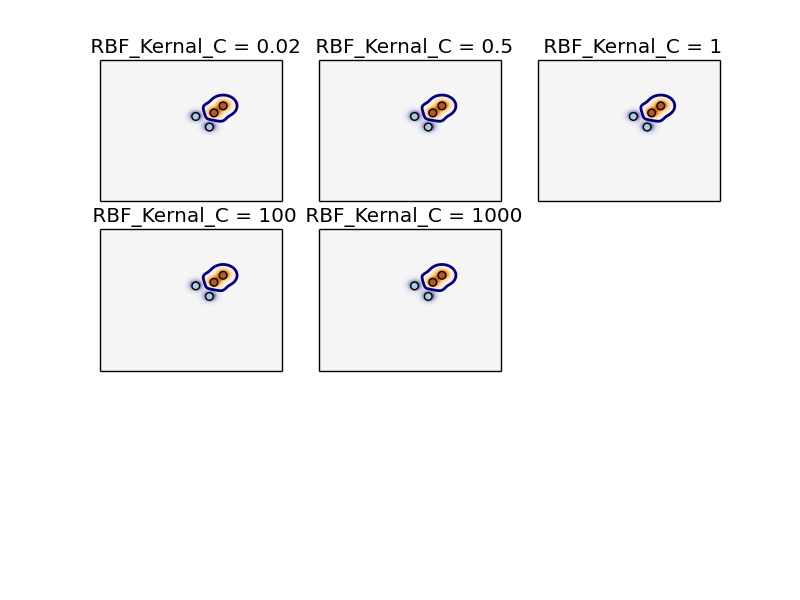 RBF_Kernal_C = 0.02
RBF_Kernal_C = 0.5
RBF_Kernal_C = 1
RBF_Kernal_C = 100
RBF_Kernal_C = 1000